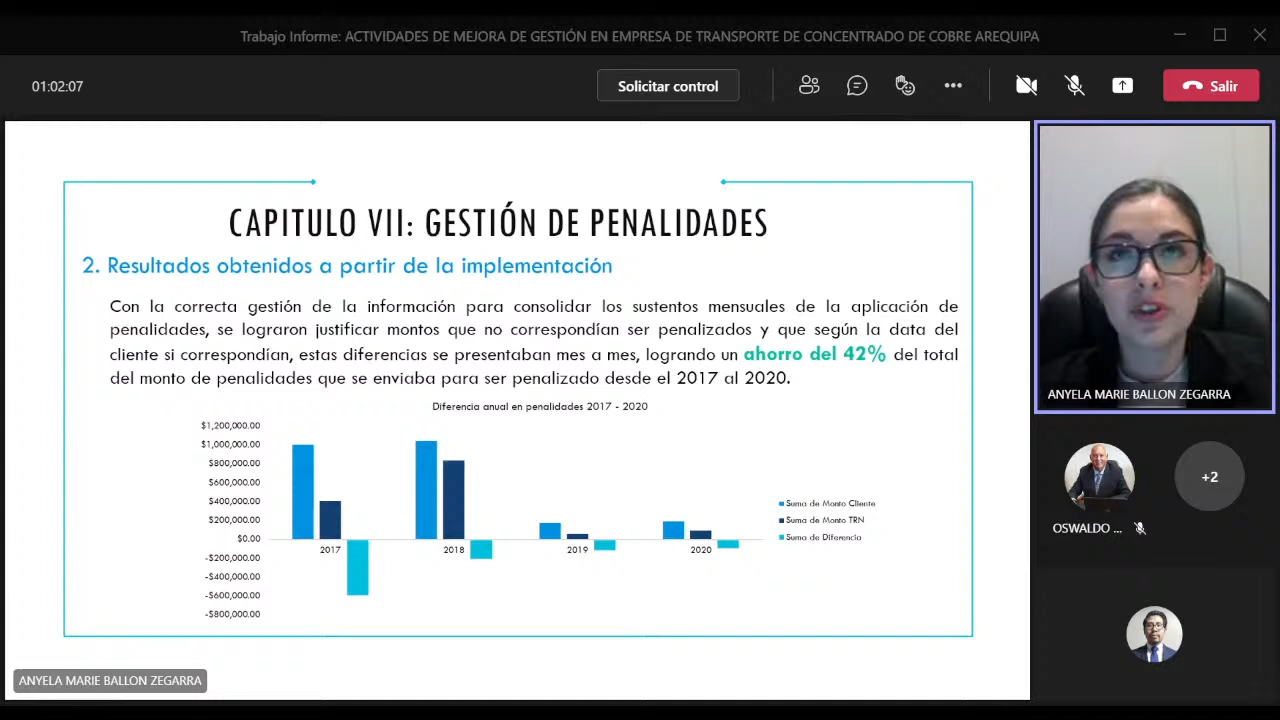 Trabajo Informe: ACTIVIDADES DE MEJORA DE GESTIÓN EN EMPRESA DE TRANSPORTE DE CONCENTRADO DE COBRE AREQUIPA
01:02:07
Solicitar control
Salir
CAPITULO VII: GESTIÓN DE PENALIDADES
2. Resultados obtenidos a partir de la implementación
Con la correcta gestión de la información para consolidar los sustentos mensuales de la aplicación de
penalidades, se lograron justificar montos que no correspondían ser penalizados y que según la data del
cliente si correspondían, estas diferencias se presentaban mes a mes, logrando un ahorro del 42% del total
del monto de penalidades que se enviaba para ser penalizado desde el 2017 al 2020.
Diferencia anual en penalidades 2017 - 2020
$1,200,000.00
$1,000,000.00
$800,000.00
$600,000.00
$400,000.00
$200,000.00
$0.00
-$200,000.00
-$400,000.00
-$600,000.00
-$800,000.00
2017
2018
2019
2020
Suma de Monto Cliente
Suma de Monto TRN
Suma de Diferencia
ANYELA MARIE BALLON ZEGARRA
ANYELA MARIE BALLON ZEGARRA
OSWALDO ...
+2